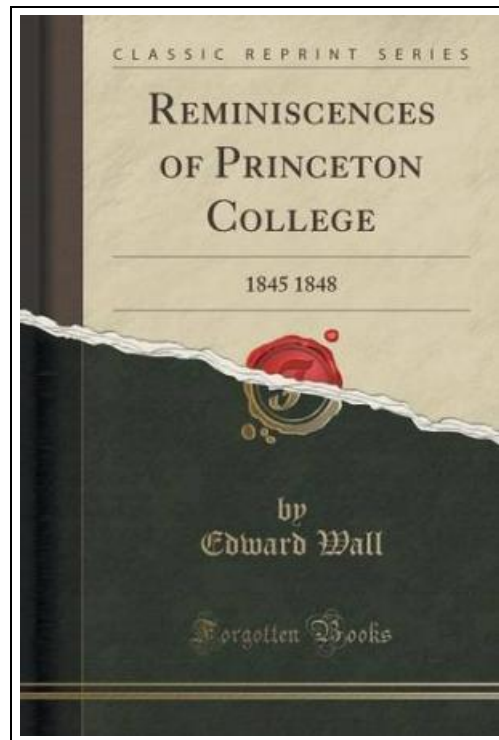 CLASSIC REPRINT SERIES
REMINISCENCES
OF PRINCETON
COLLEGE
1845 1848
F
by
Edward Wall
Forgotten Books